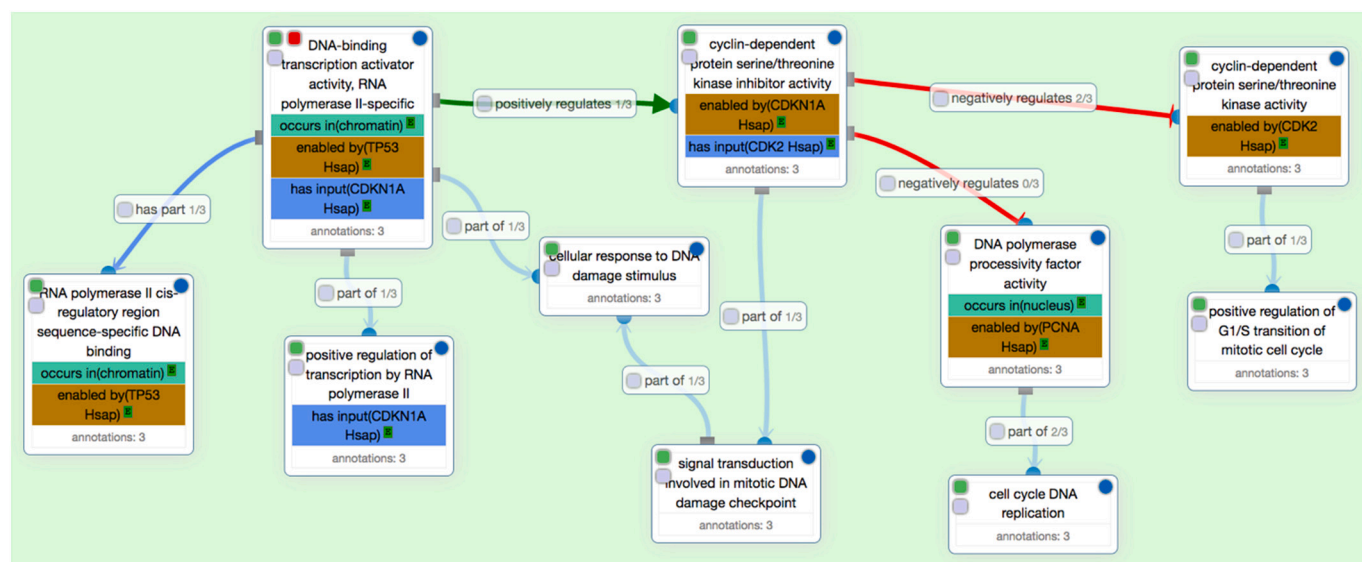 DNA-binding
transcription activator
activity, RNA
polymerase II-specific
occurs in(chromatin)
enabled by(TP53
Hsap)
has input(CDKN1A
Hsap)
annotations: 3
positively regulates 1/3
cyclin-dependent
protein serine/threonine
kinase inhibitor activity
enabled by(CDKN1A
Hsap)
has input(CDK2 Hsap)
annotations: 3
negatively regulates 2/3
cyclin-dependent
protein serine/threonine
kinase activity
enabled by(CDK2
Hsap)
annotations: 3
negatively regulates 0/3
has part 1/3
part of 1/3
part of 1/3
part of 1/3
part of 1/3
part of 1/3
part of 2/3
RNA polymerase II cis-
regulatory region
sequence-specific DNA
binding
occurs in(chromatin)
enabled by(TP53
Hsap)
annotations: 3
positive regulation of
transcription by RNA
polymerase II
has input(CDKN1A
Hsap)
annotations: 3
cellular response to DNA
damage stimulus
annotations: 3
signal transduction
involved in mitotic DNA
damage checkpoint
annotations: 3
DNA polymerase
processivity factor
activity
occurs in(nucleus)
enabled by(PCNA
Hsap)
annotations: 3
cell cycle DNA
replication
annotations: 3
positive regulation of
G1/S transition of
mitotic cell cycle
annotations: 3